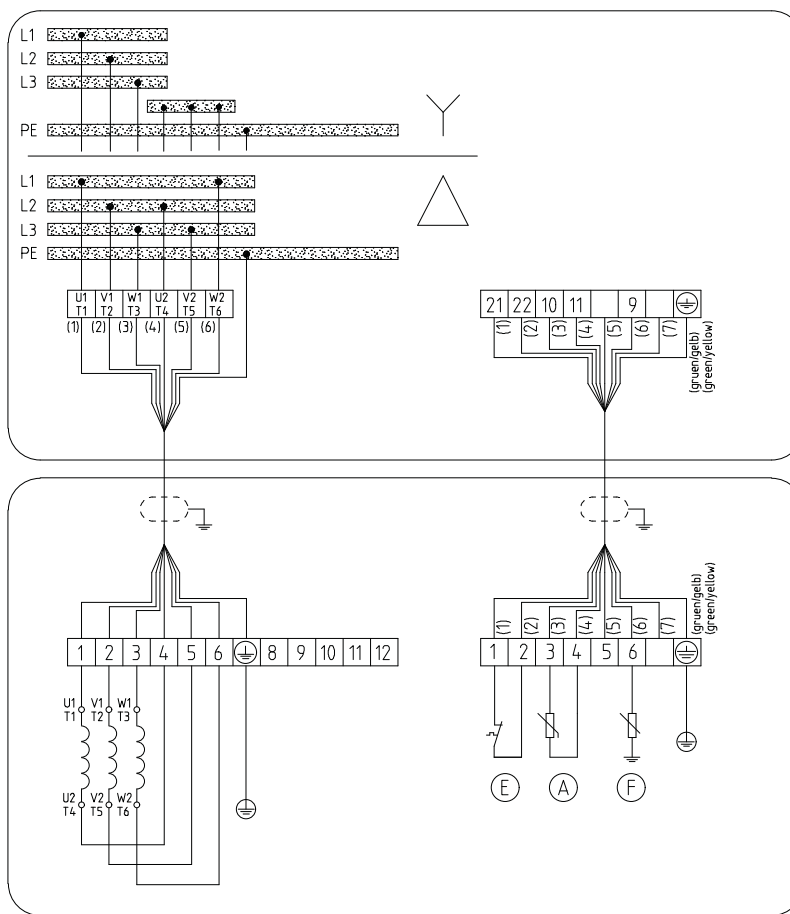 L1
L2
L3
PE
L1
L2
L3
PE
U1 V1 W1 U2 V2 W2
T1 T2 T3 T4 T5 T6
(1) (2) (3) (4) (5) (6)
21 22 10 11 9
(1) (2) (3) (4) (5) (6) (7)
(gruen/gelb)
(green/yellow)
(1) (2) (3) (4) (5) (6) (7)
(gruen/gelb)
(green/yellow)
1 2 3 4 5 6 8 9 10 11 12
1 2 3 4 5 6
U1 V1 W1
T1 T2 T3
U2 V2 W2
T4 T5 T6
E A F